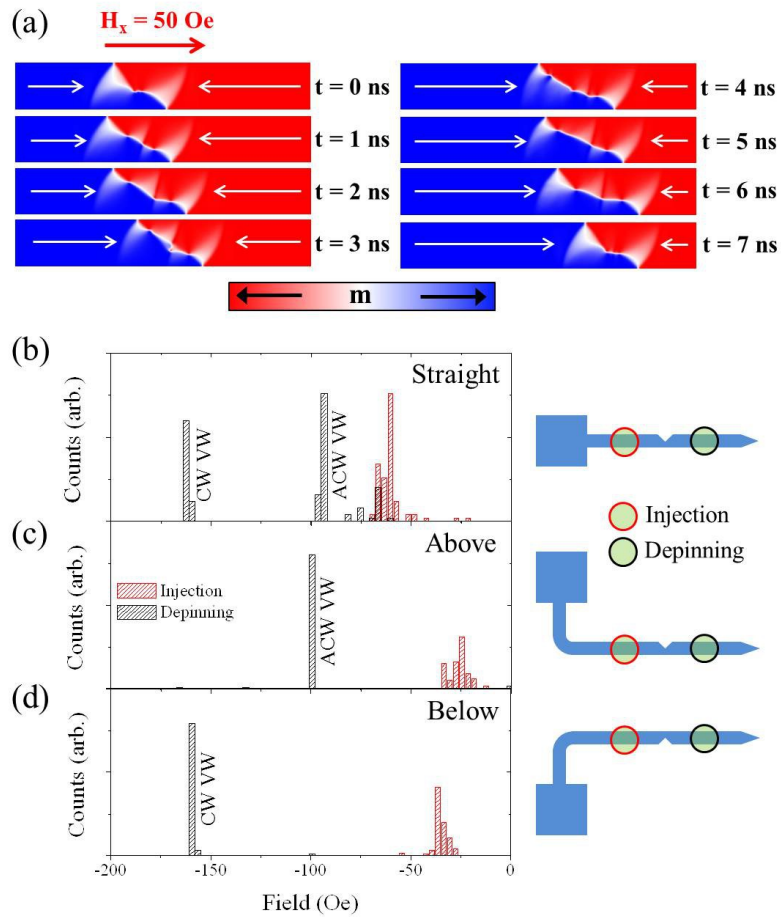 (a)
Hx = 50 Oe
t = 0 ns
t = 1 ns
t = 2 ns
t = 3 ns
t = 4 ns
t = 5 ns
t = 6 ns
t = 7 ns
m
(b)
Straight
Counts (arb.)
CW VW
ACW VW
(c)
Above
Counts (arb.)
Injection
Depinning
ACW VW
(d)
Below
Counts (arb.)
CW VW
-200
-150
-100
-50
0
Field (Oe)
Injection
Depinning